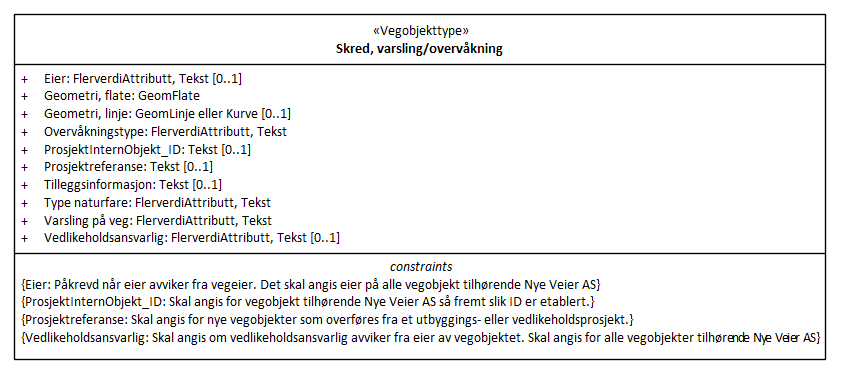 «Vegobjekttype»
Skred, varsling/overvåkning
+ Eier: FlerverdiAttributt, Tekst [0..1]
+ Geometri, flate: GeomFlate
+ Geometri, linje: GeomLinje eller Kurve [0..1]
+ Overvåkningstype: FlerverdiAttributt, Tekst
+ ProsjektInternObjekt_ID: Tekst [0..1]
+ Prosjektreferanse: Tekst [0..1]
+ Tilleggsinformasjon: Tekst [0..1]
+ Type naturfare: FlerverdiAttributt, Tekst
+ Varsling på veg: FlerverdiAttributt, Tekst
+ Vedlikeholdsansvarlig: FlerverdiAttributt, Tekst [0..1]
constraints
{Eier: Påkrevd når eier avviker fra vegeier. Det skal angis eier på alle vegobjekt tilhørende Nye Veier AS}
{ProsjektInternObjekt_ID: Skal angis for vegobjekt tilhørende Nye Veier AS så fremt slik ID er etablert.}
{Prosjektreferanse: Skal angis for nye vegobjekter som overføres fra et utbyggings- eller vedlikeholdsprosjekt.}
{Vedlikeholdsansvarlig: Skal angis om vedlikeholdsansvarlig avviker fra eier av vegobjektet. Skal angis for alle vegobjekter tilhørende Nye Veier AS}